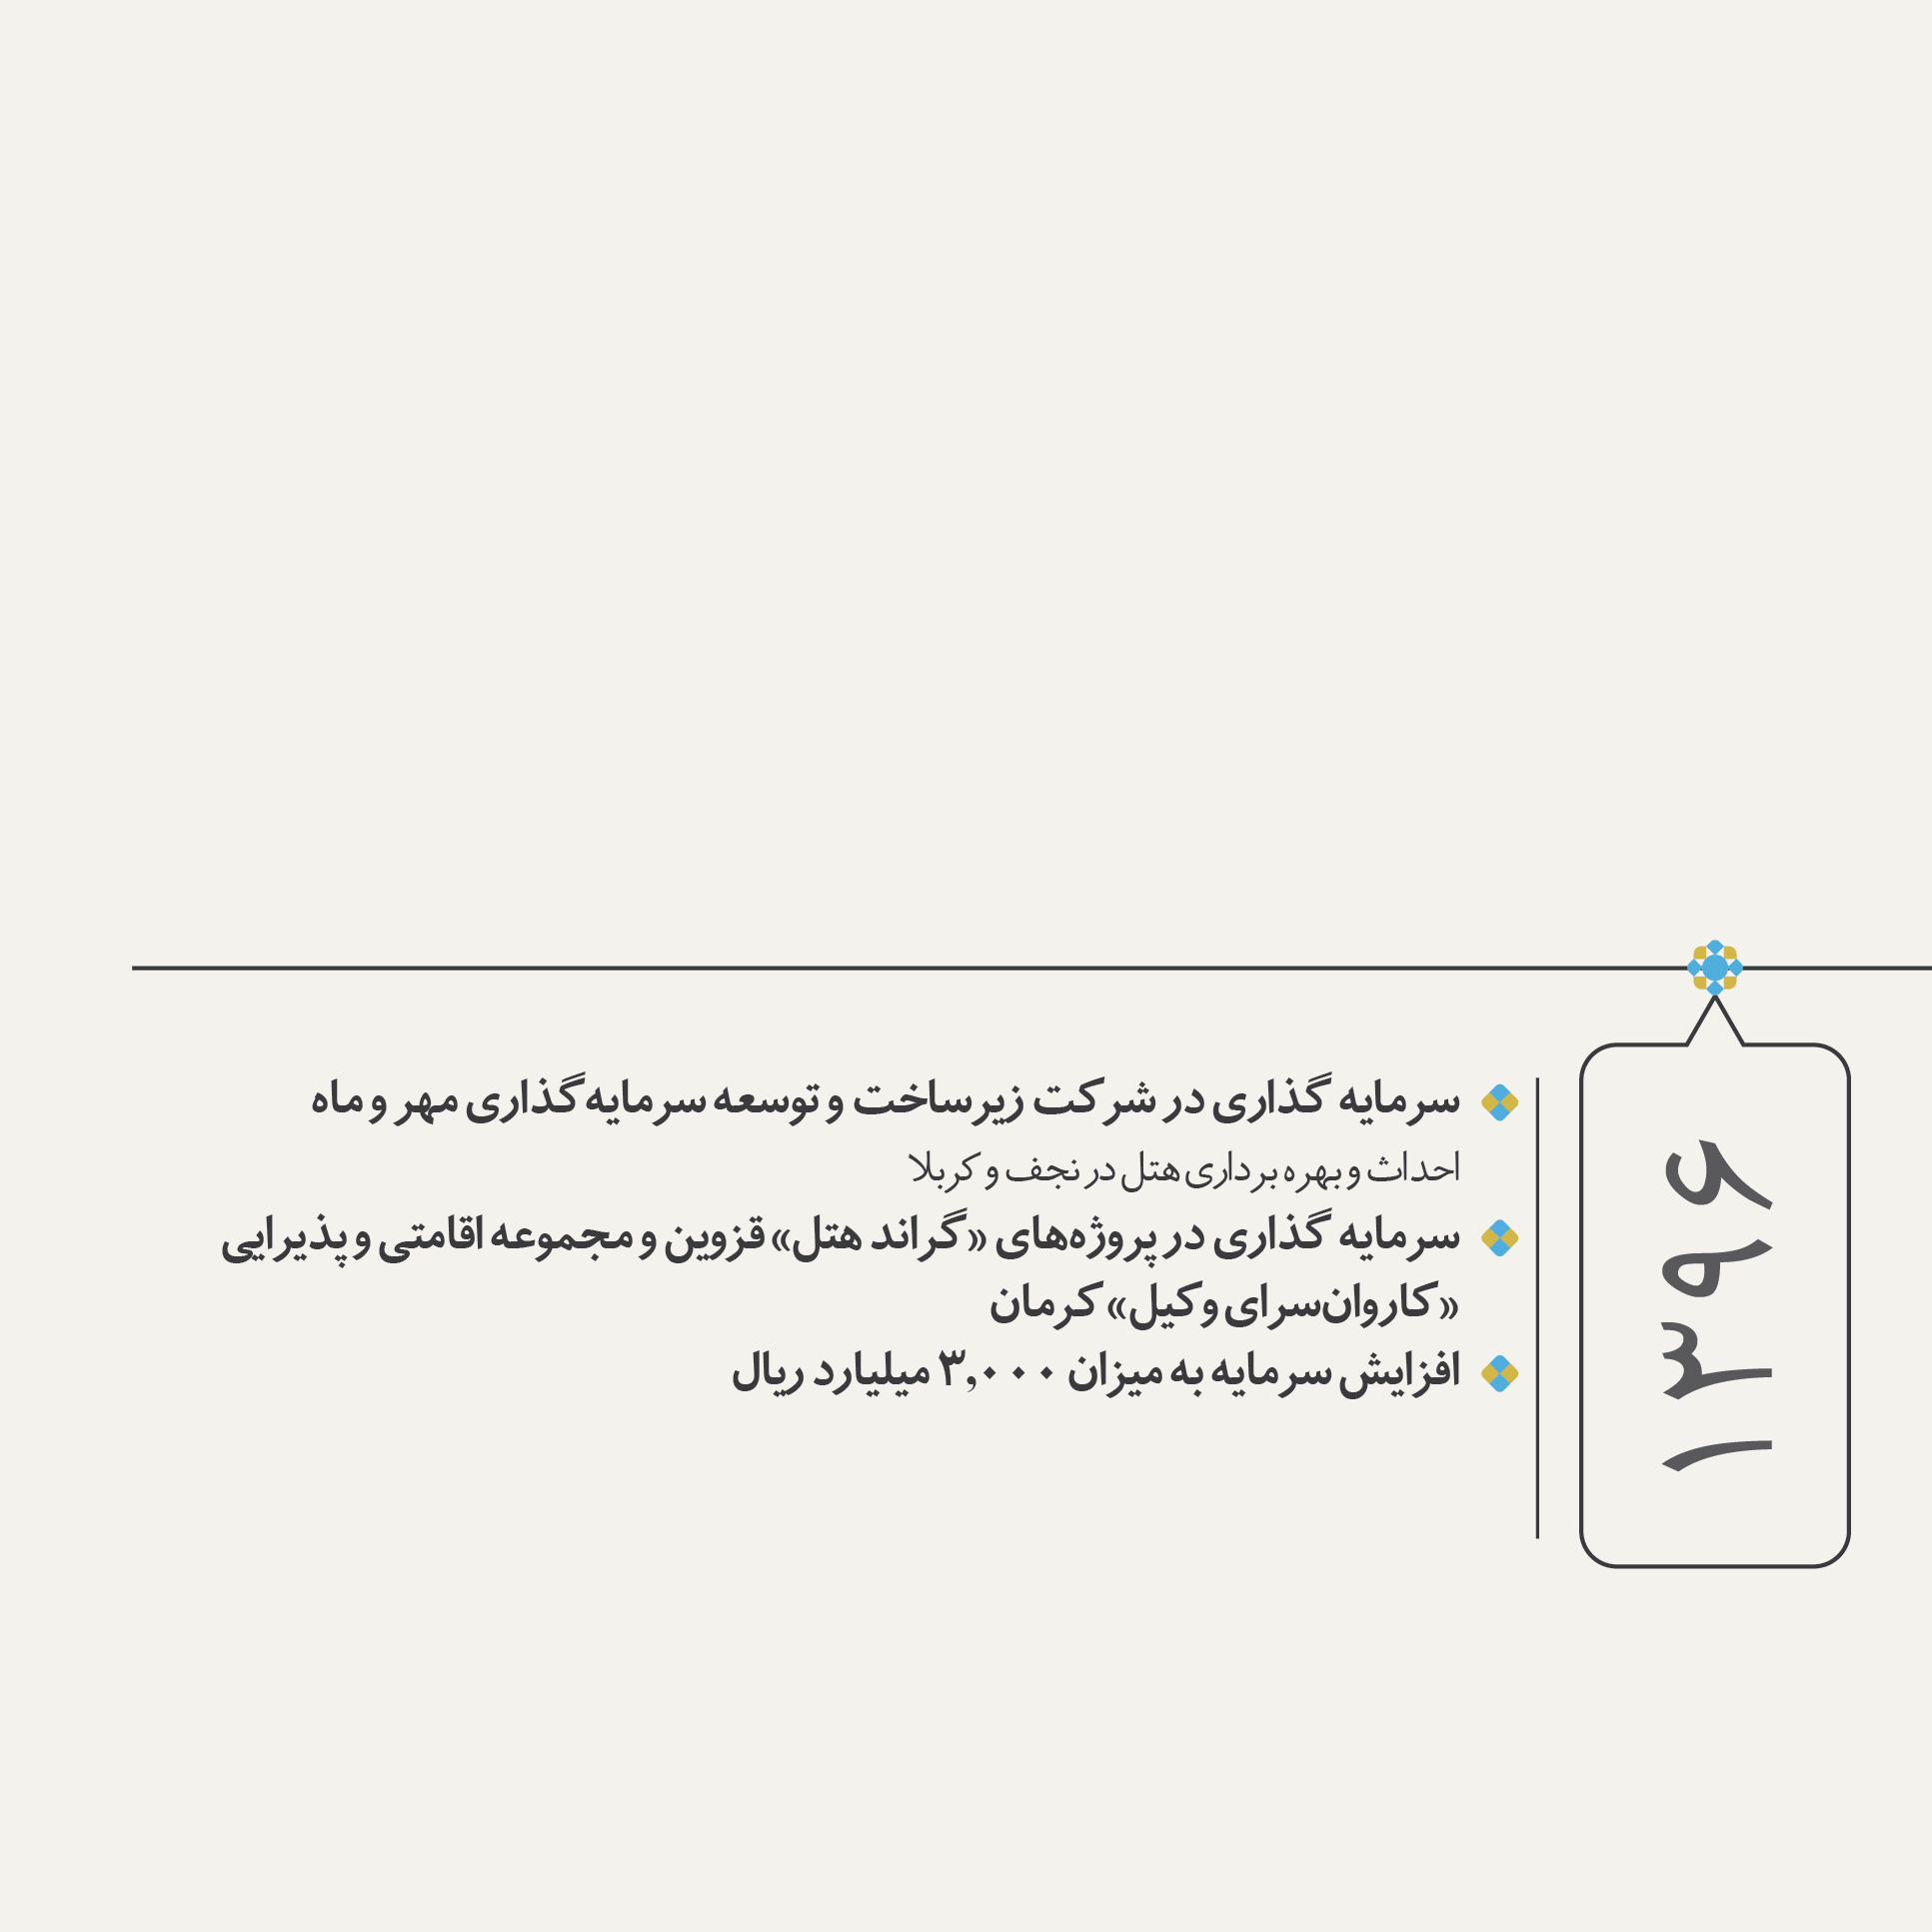 ۱۳۹۶
سرمایه گذاری در شرکت زیرساخت و توسعه سرمایه‌گذاری مهر و ماه
احداث و بهره برداری هتل در نجف و کربلا
سرمایه گذاری در پروژه‌های «گراند هتل» قزوین و مجموعه اقامتی و پذیرایی
«کاروان‌سرای وکیل» کرمان
افزایش سرمایه به میزان ۳,۰۰۰ میلیارد ریال